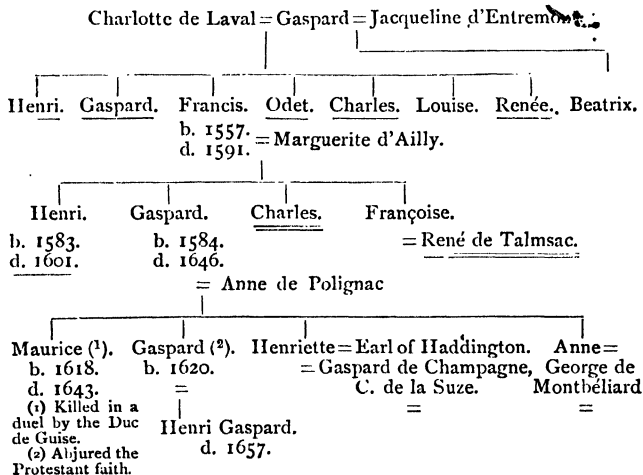 Charlotte de Laval = Gaspard = Jacqueline d'Entremont.
Henri. Gaspard. Francis. Odet. Charles. Louise. Renée. Beatrix.
b. 1557.
d. 1591. = Marguerite d'Ailly.
Henri. Gaspard. Charles. Françoise.
b. 1583. b. 1584. = René de Talmsac.
d. 1601. d. 1646.
= Anne de Polignac
Maurice (¹). Gaspard (²). Henriette = Earl of Haddington. Anne =
b. 1618. b. 1620. = Gaspard de Champagne, George de
d. 1643. = C. de la Suze. Montbéliard
(1) Killed in a = =
duel by the Duc Henri Gaspard.
de Guise. d. 1657.
(2) Abjured the
Protestant faith.